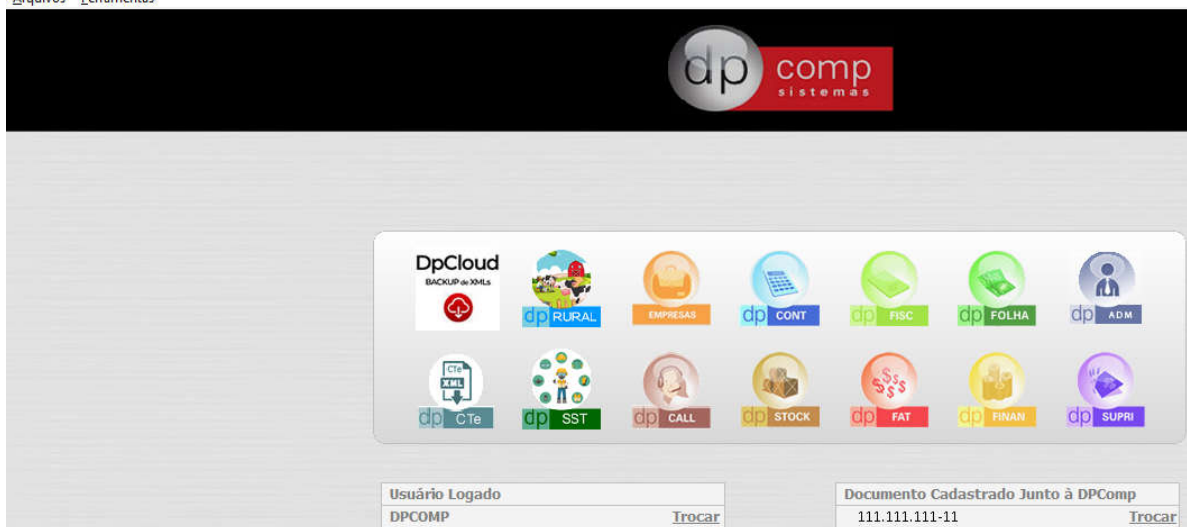 Arquivos Ferramentas
dp comp
sistemas
DpCloud
BACKUP de XMLs
dp RURAL
EMPRESAS
dp CONT
dp FISC
dp FOLHA
dp ADM
CTe
XML
dp CTe
dp SST
dp CALL
dp STOCK
$$$
$$$
dp FAT
dp FINAN
dp SUPRI
Usuário Logado
DPCOMP Trocar
Documento Cadastrado Junto à DPComp
111.111.111-11 Trocar